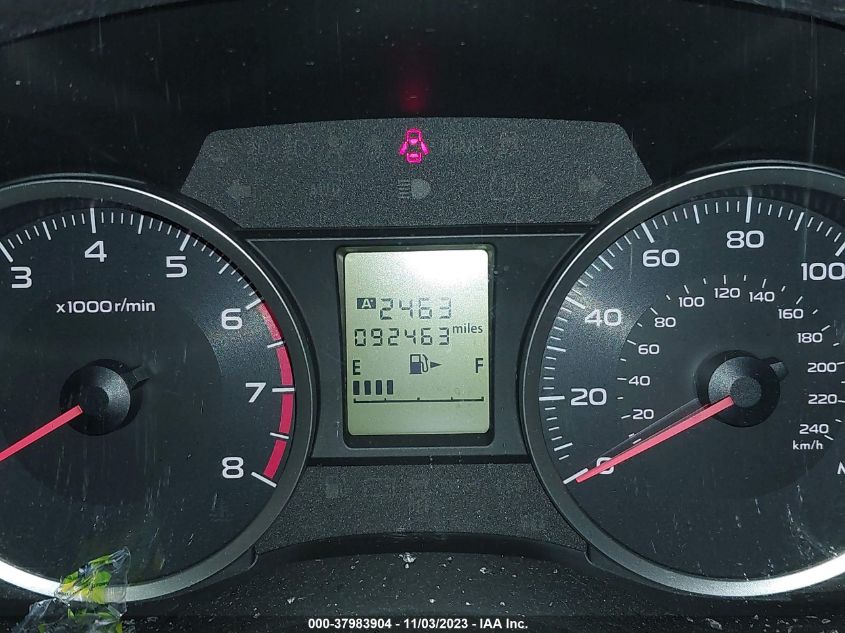 3 4 5 6 7 8
x1000 r/min
A 2463
092463 miles
E F
0 20 40 60 80 100
20 40 60 80 100 120 140 160 180 200 220 240
km/h
000-37983904 - 11/03/2023 - IAA Inc.